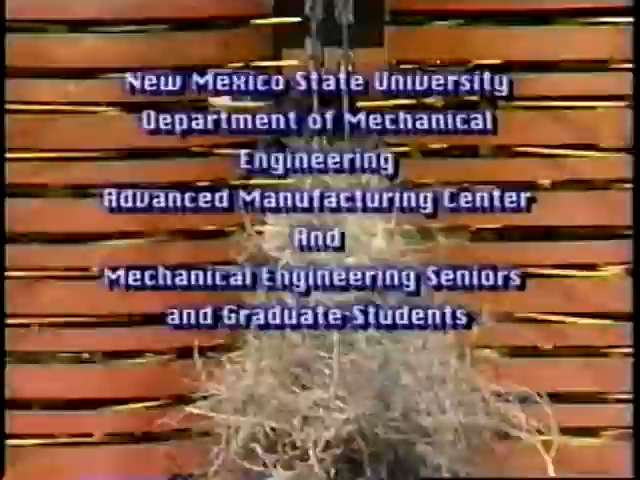 New Mexico State University
Department of Mechanical
Engineering
Advanced Manufacturing Center
And
Mechanical Engineering Seniors
and Graduate Students